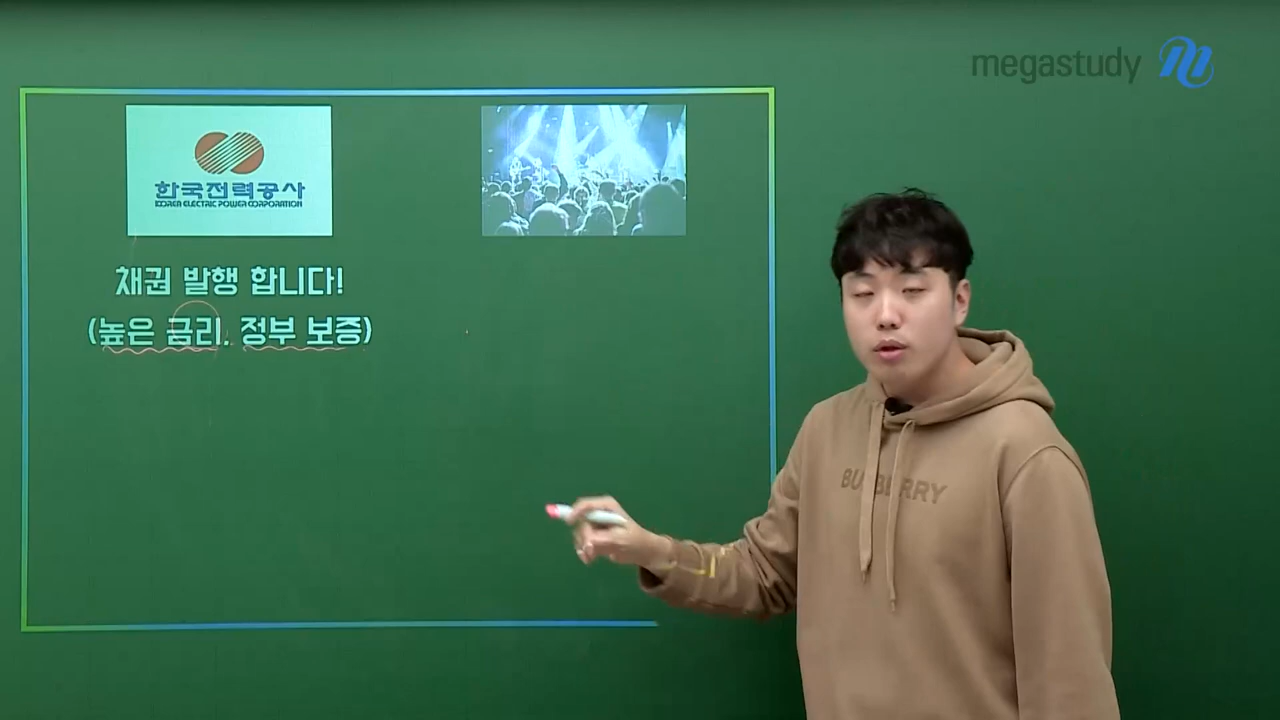 megastudy
한국전력공사
KOREA ELECTRIC POWER CORPORATION
채권 발행 합니다!
(높은 금리, 정부 보증)
BURBERRY